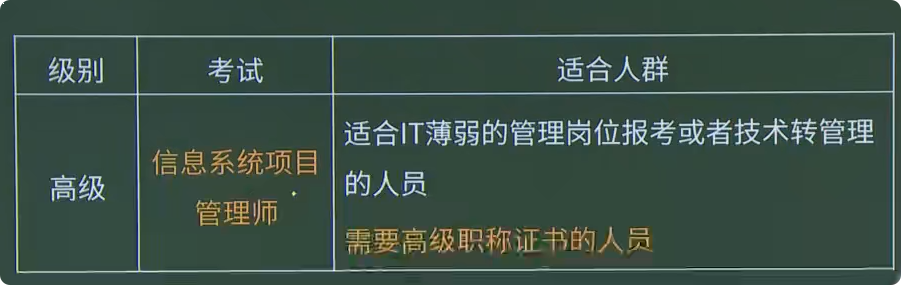 级别 考试 适合人群
高级
信息系统项目
管理师
适合IT薄弱的管理岗位报考或者技术转管理
的人员
需要高级职称证书的人员